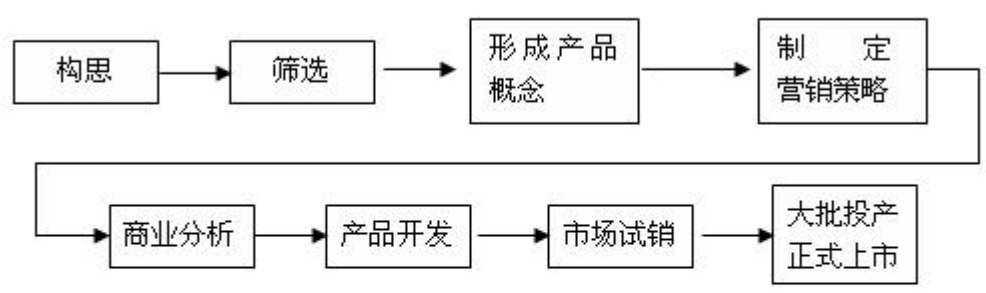 构思
筛选
形成产品
概念
制 定
营销策略
商业分析
产品开发
市场试销
大批投产
正式上市